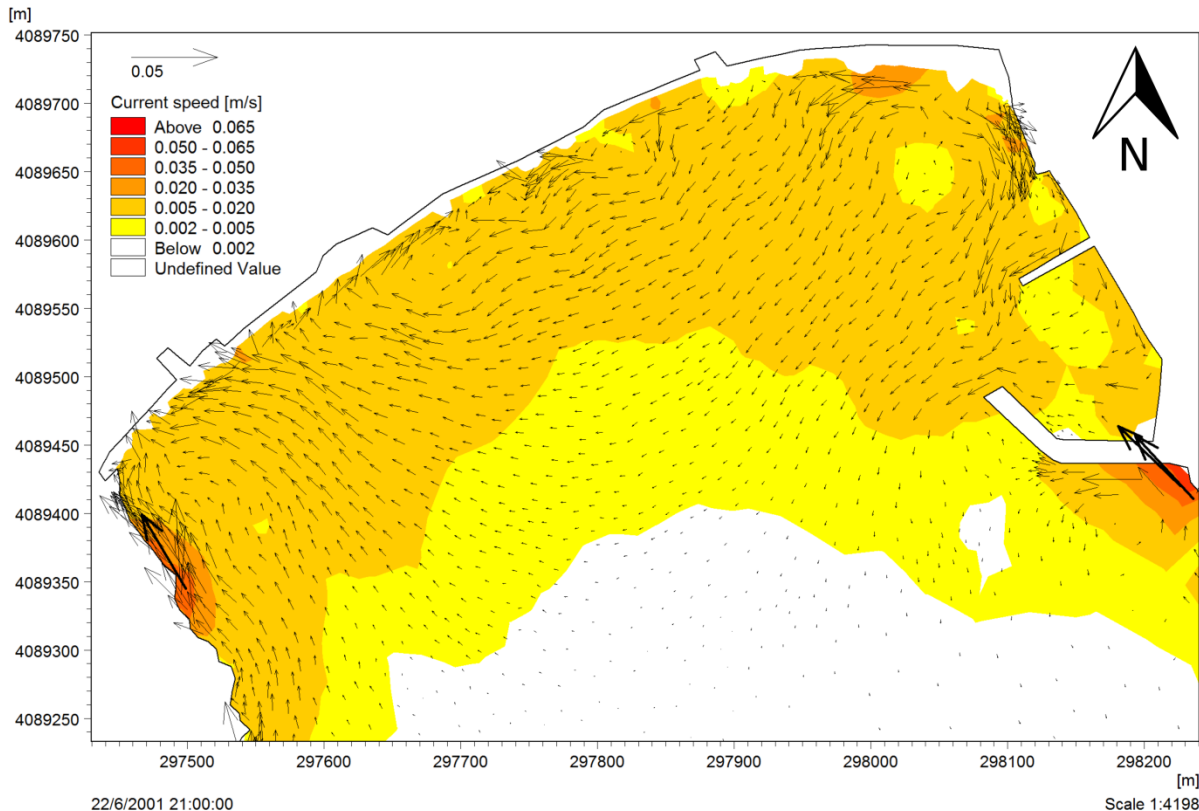 [m]
4089750
4089700
4089650
4089600
4089550
4089500
4089450
4089400
4089350
4089300
4089250
0.05
Current speed [m/s]
Above 0.065
0.050 - 0.065
0.035 - 0.050
0.020 - 0.035
0.005 - 0.020
0.002 - 0.005
Below 0.002
Undefined Value
N
297500 297600 297700 297800 297900 298000 298100 298200
[m]
22/6/2001 21:00:00 Scale 1:4198